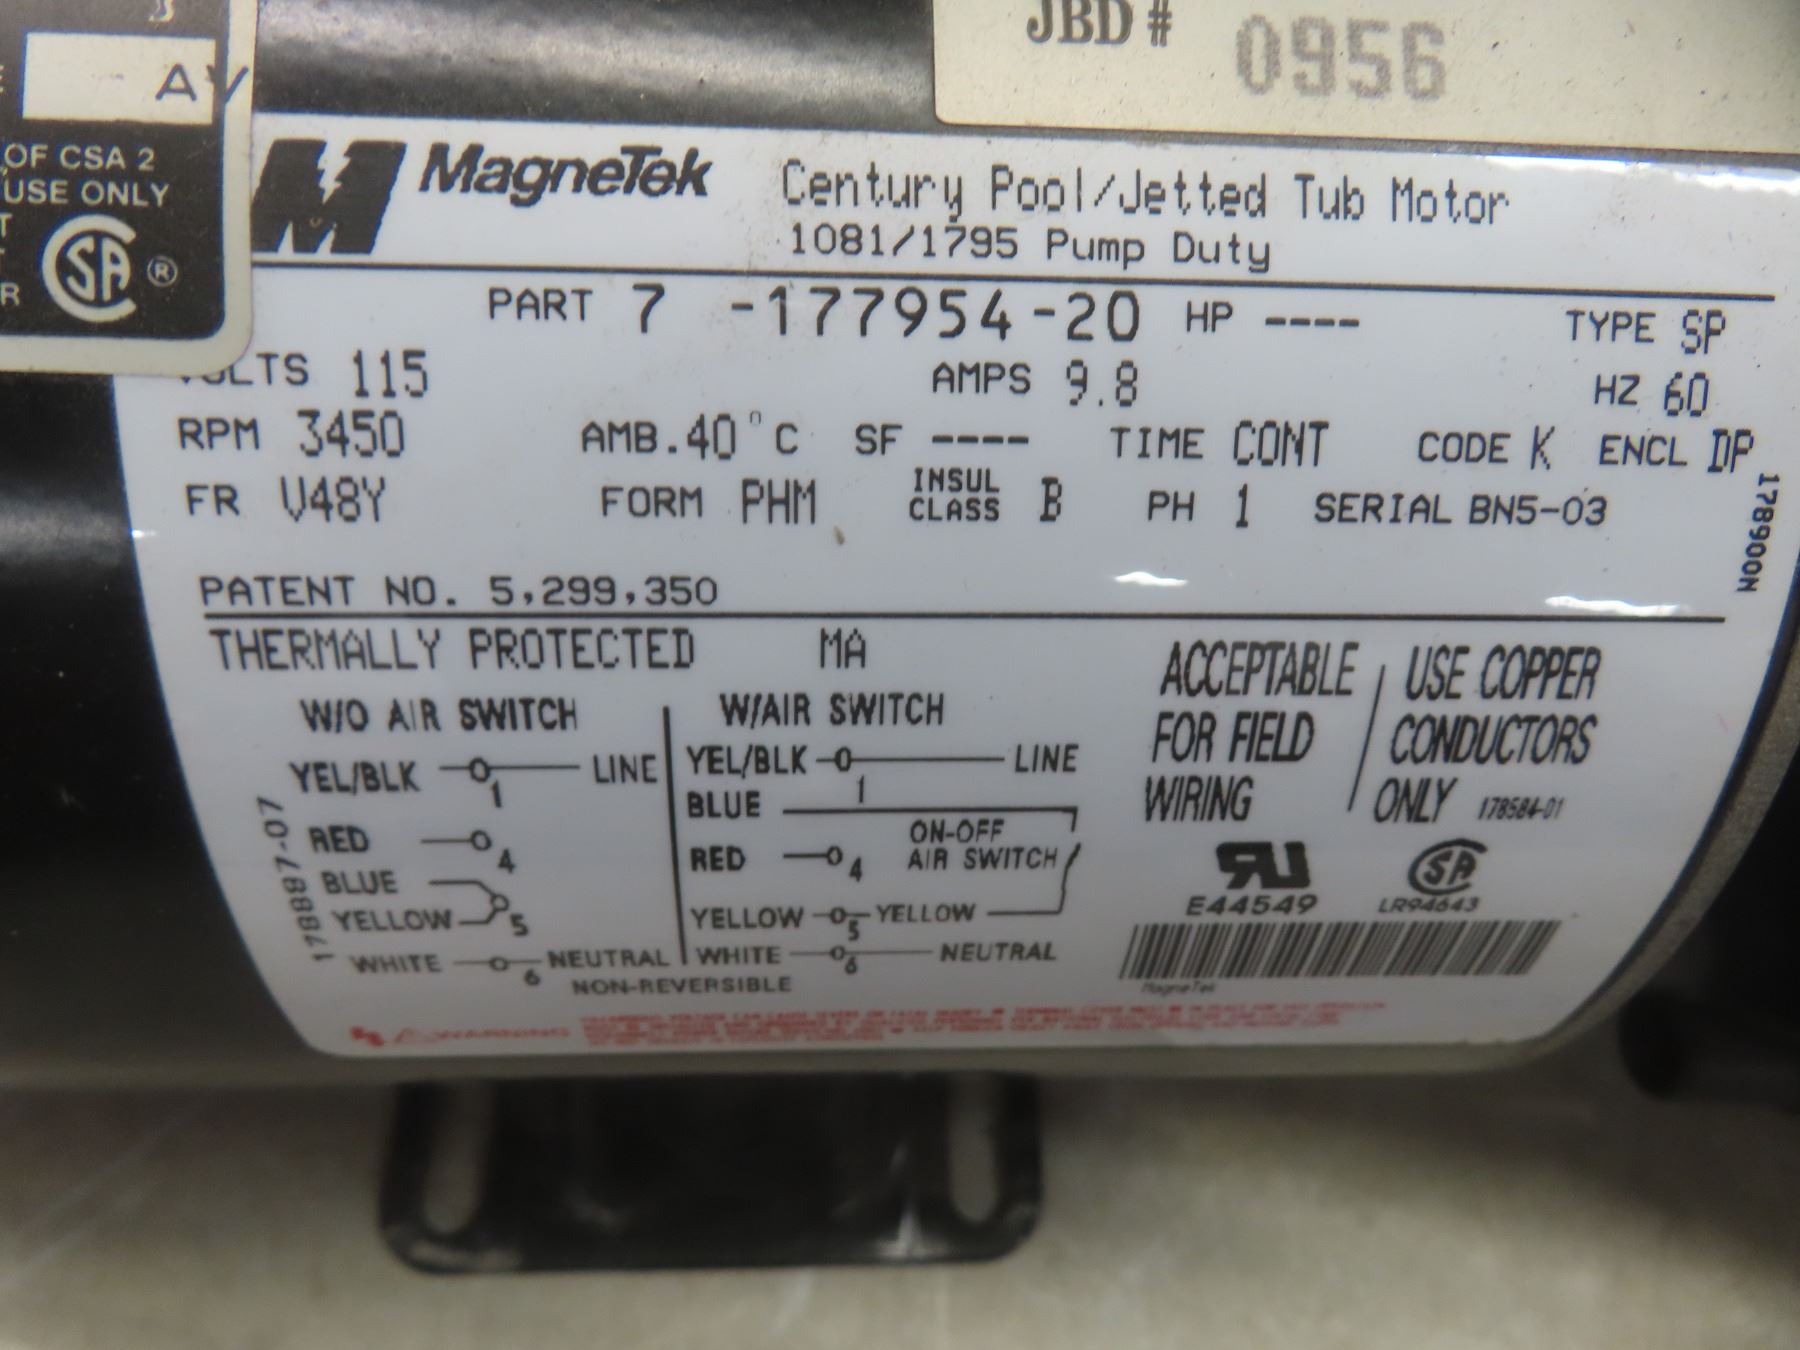 JBD # 0956
AV
OF CSA 2
USE ONLY
SA ®
MagneTek Century Pool/Jetted Tub Motor
1081/1795 Pump Duty
PART 7 -177954-20 HP ---- TYPE SP
VOLTS 115 AMPS 9.8 HZ 60
RPM 3450 AMB.40°C SF ---- TIME CONT CODE K ENCL DP
FR V48Y FORM PHM INSUL CLASS B PH 1 SERIAL BN5-03
178900N
PATENT NO. 5,299,350
THERMALLY PROTECTED MA
W/O AIR SWITCH
YEL/BLK 1 LINE
RED 4
BLUE
YELLOW 5
WHITE 6 NEUTRAL
178887-07
W/AIR SWITCH
YEL/BLK 1 LINE
BLUE
ON-OFF
RED 4 AIR SWITCH
YELLOW 5 YELLOW
WHITE 6 NEUTRAL
NON-REVERSIBLE
ACCEPTABLE
FOR FIELD
WIRING
USE COPPER
CONDUCTORS
ONLY 178584-01
E44549
SA
LR94643
MagneTek
WARNING